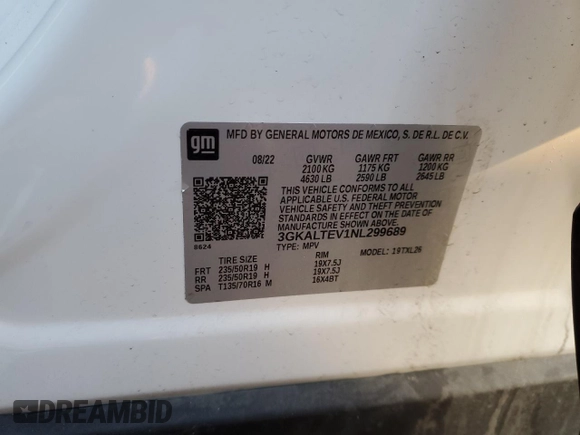 gm
MFD BY GENERAL MOTORS DE MEXICO, S. DE R.L. DE C.V.
08/22 GVWR GAWR FRT GAWR RR
2100 KG 1175 KG 1200 KG
4630 LB 2590 LB 2645 LB
THIS VEHICLE CONFORMS TO ALL
APPLICABLE U.S. FEDERAL MOTOR
VEHICLE SAFETY AND THEFT PREVENTION
STANDARDS IN EFFECT ON THE DATE OF
MANUFACTURE SHOWN ABOVE.
3GKALTEV1NL299689
0624
TYPE: MPV MODEL: 19TXL26
TIRE SIZE RIM
FRT 235/50R19 H 19X7.5J
RR 235/50R19 H 19X7.5J
SPA T135/70R16 M 16X4BT
DREAMBID